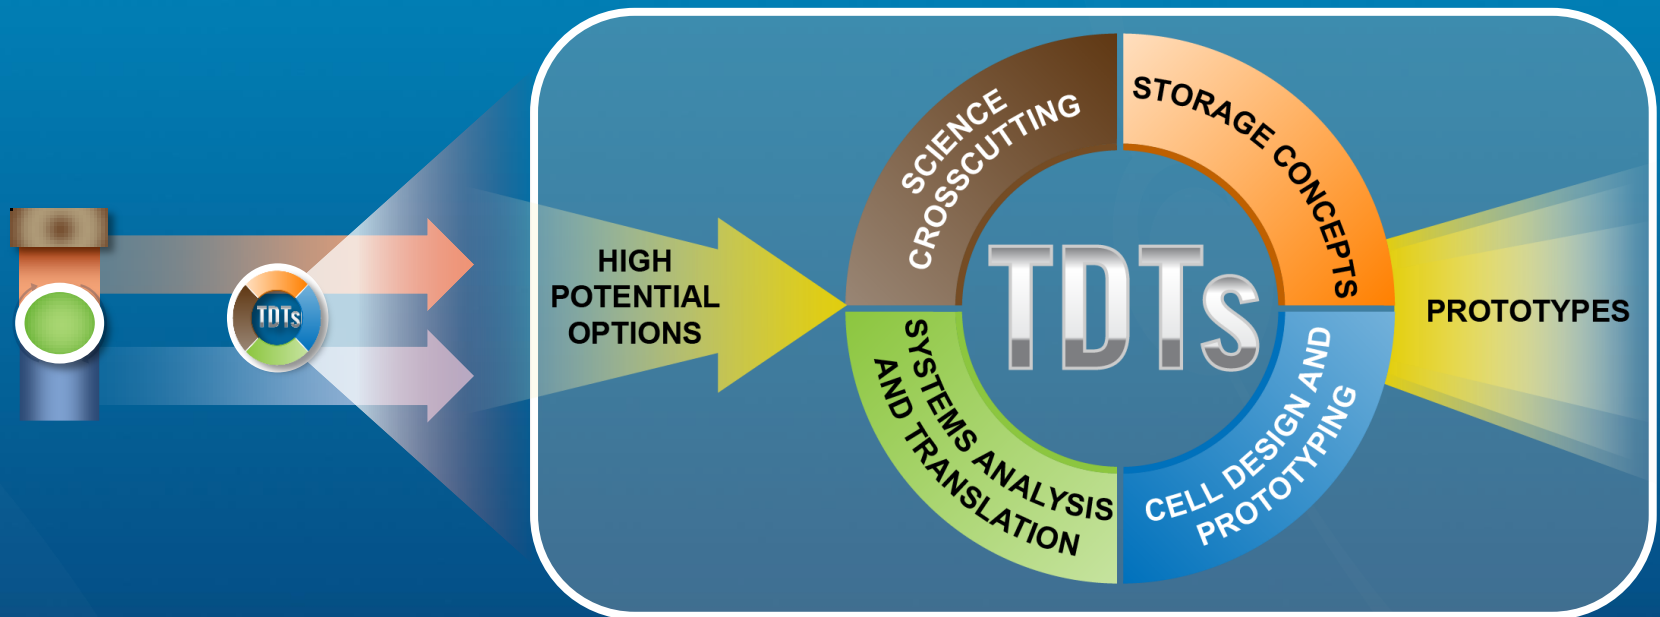 TDTs
HIGH
POTENTIAL
OPTIONS
SCIENCE
CROSSCUTTING
STORAGE CONCEPTS
TDTs
SYSTEMS ANALYSIS
AND TRANSLATION
CELL DESIGN AND
PROTOTYPING
PROTOTYPES